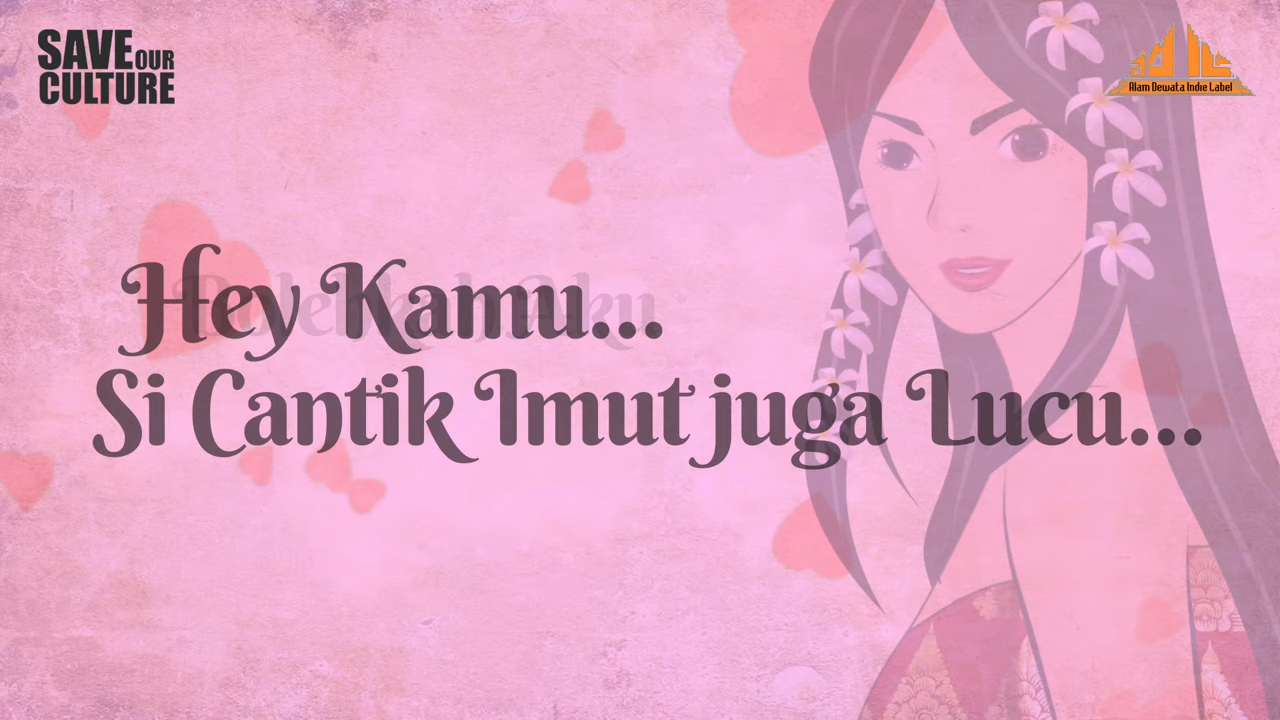 SAVE OUR
CULTURE
Alam Dewata Indie Label
Hey Kamu...
Si Cantik Imut juga Lucu...